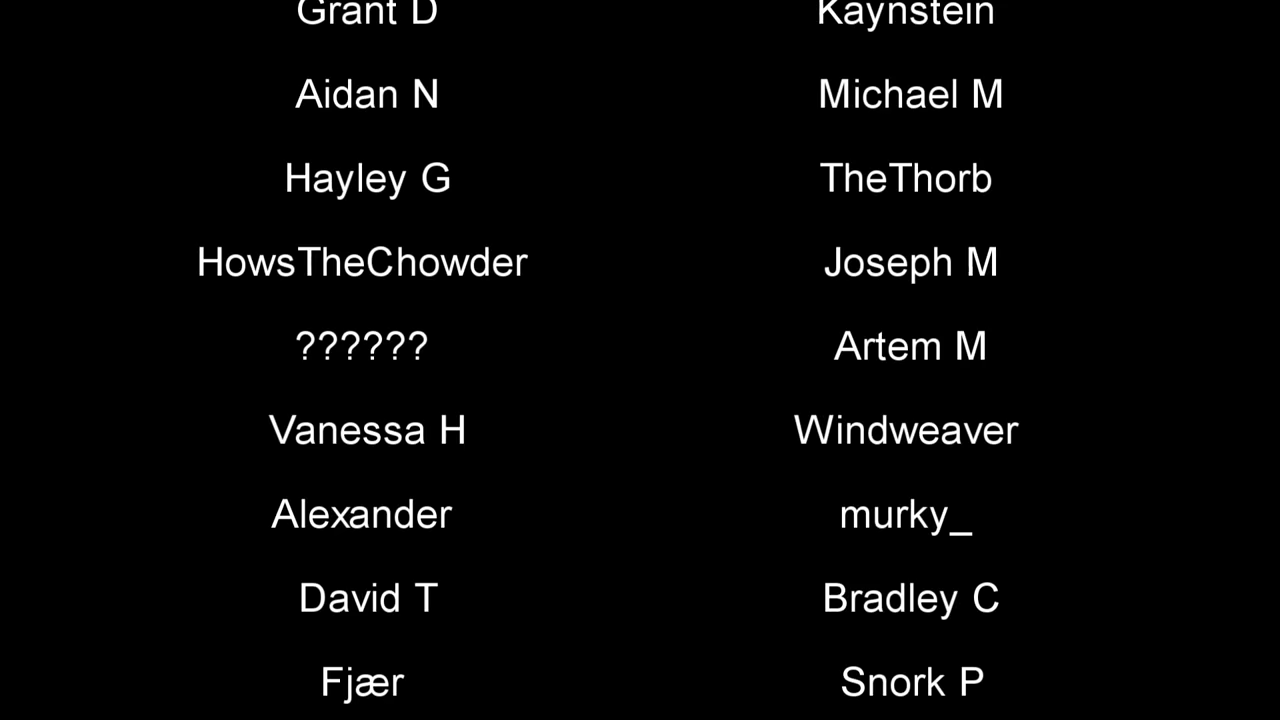 Grant D Kaynstein
Aidan N Michael M
Hayley G TheThorb
HowsTheChowder Joseph M
?????? Artem M
Vanessa H Windweaver
Alexander murky_
David T Bradley C
Fjær Snork P